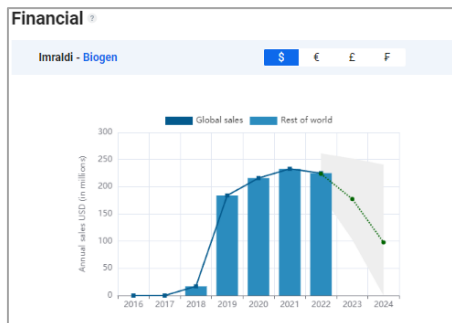 Financial ?
Imraldi - Biogen
$ € £ ₣
Global sales Rest of world
Annual sales USD (in millions)
300
250
200
150
100
50
0
2016 2017 2018 2019 2020 2021 2022 2023 2024